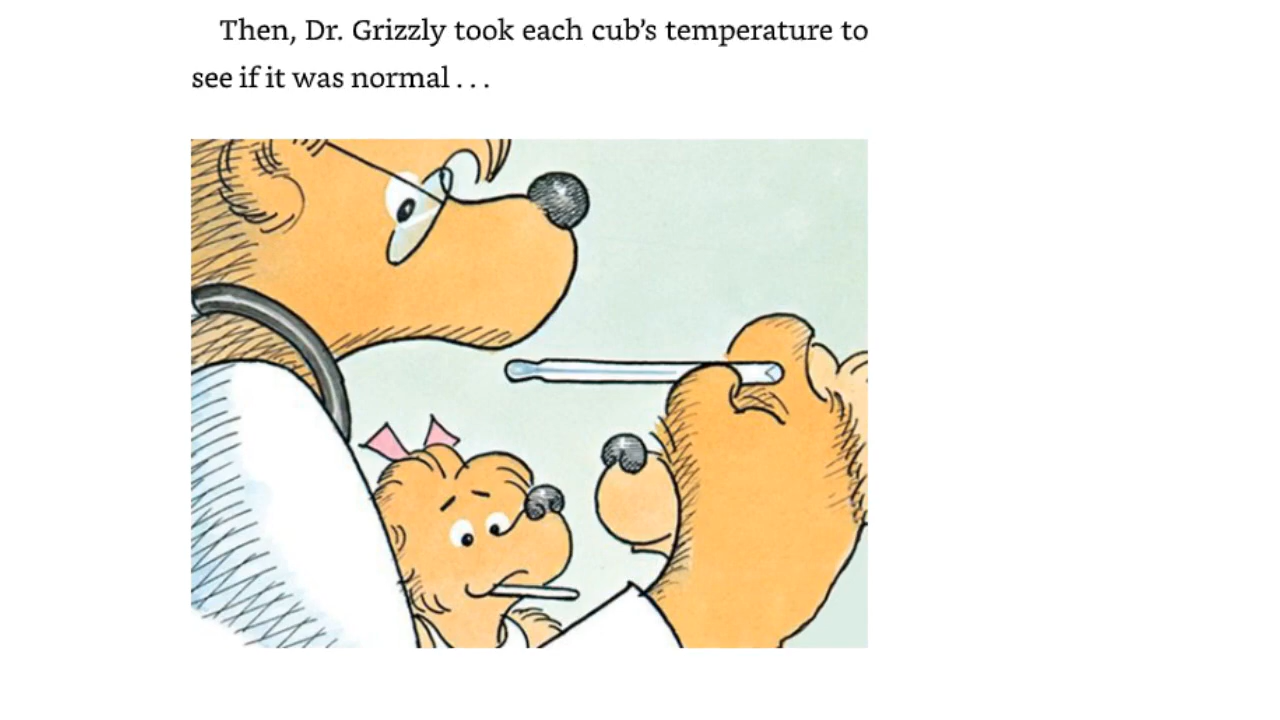 Then, Dr. Grizzly took each cub’s temperature to
see if it was normal . . .